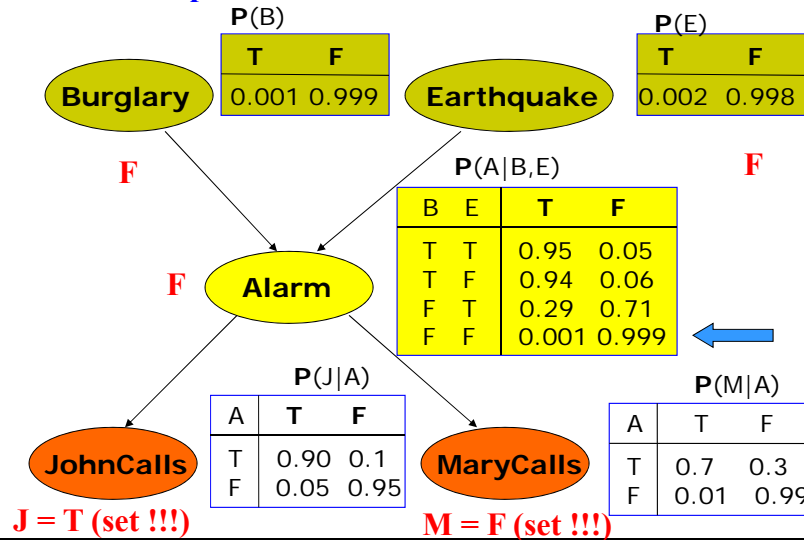 P(B)
T F
0.001 0.999
P(E)
T F
0.002 0.998
Burglary
Earthquake
F
F
P(A|B,E)
B E T F
T T 0.95 0.05
T F 0.94 0.06
F T 0.29 0.71
F F 0.001 0.999
F
Alarm
P(J|A)
A T F
T 0.90 0.1
F 0.05 0.95
P(M|A)
A T F
T 0.7 0.3
F 0.01 0.99
JohnCalls
MaryCalls
J = T (set !!!)
M = F (set !!!)